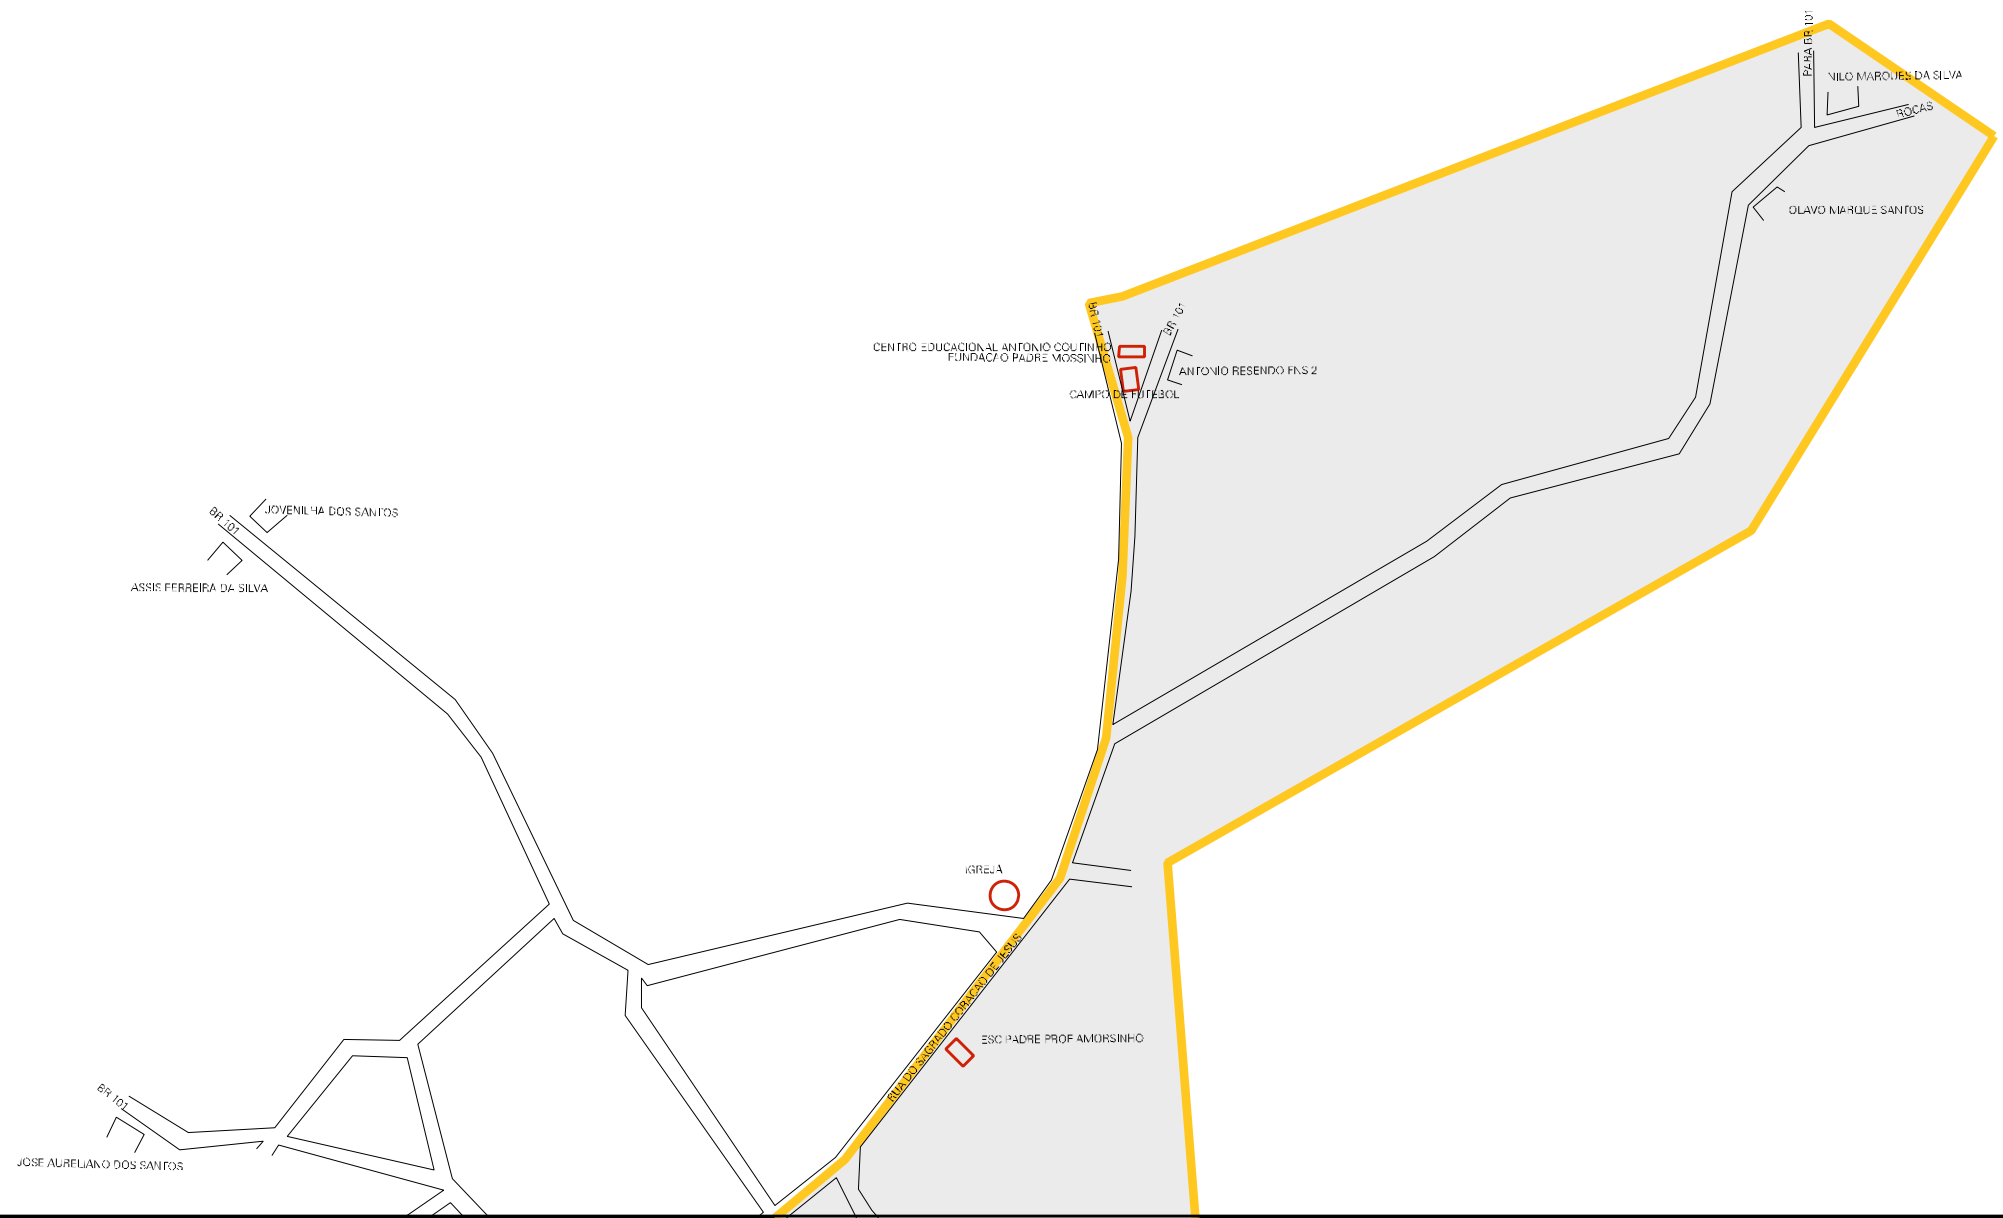 PARA BR 101
NILO MARQUES DA SILVA
ROCAS
OLAVO MARQUE SANTOS
BR 101
BR 101
CENTRO EDUCACIONAL ANTONIO COUTINHO
FUNDACAO PADRE MOSSINHO
ANTONIO RESENDO FNS 2
CAMPO DE FUTEBOL
BR 101
JOVENILHA DOS SANTOS
ASSIS FERREIRA DA SILVA
IGREJA
RUA DO SAGRADO CORACAO DE JESUS
ESC PADRE PROF AMORSINHO
BR 101
JOSE AURELIANO DOS SANTOS